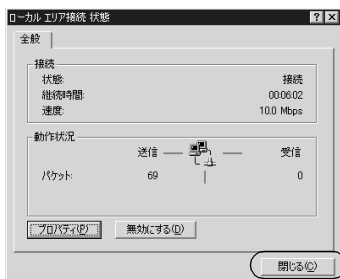 ローカル エリア接続 状態
全般
接続
状態: 接続
継続時間: 00:06:02
速度: 10.0 Mbps
動作状況
送信 受信
パケット: 69 0
プロパティ(P) 無効にする(D)
閉じる(C)